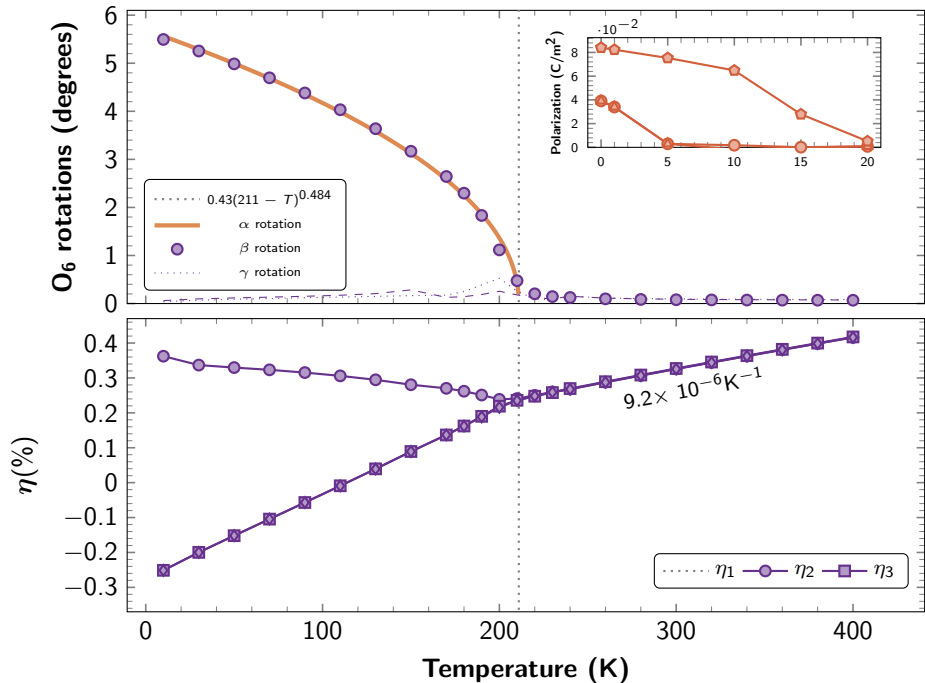 O6 rotations (degrees)
6
5
4
3
2
1
0
0.43(211 − T)^0.484
α rotation
β rotation
γ rotation
Polarization (C/m²)
·10⁻²
8
6
4
2
0
0 5 10 15 20
η(%)
0.4
0.3
0.2
0.1
0
−0.1
−0.2
−0.3
9.2× 10⁻⁶K⁻¹
η₁ η₂ η₃
0 100 200 300 400
Temperature (K)